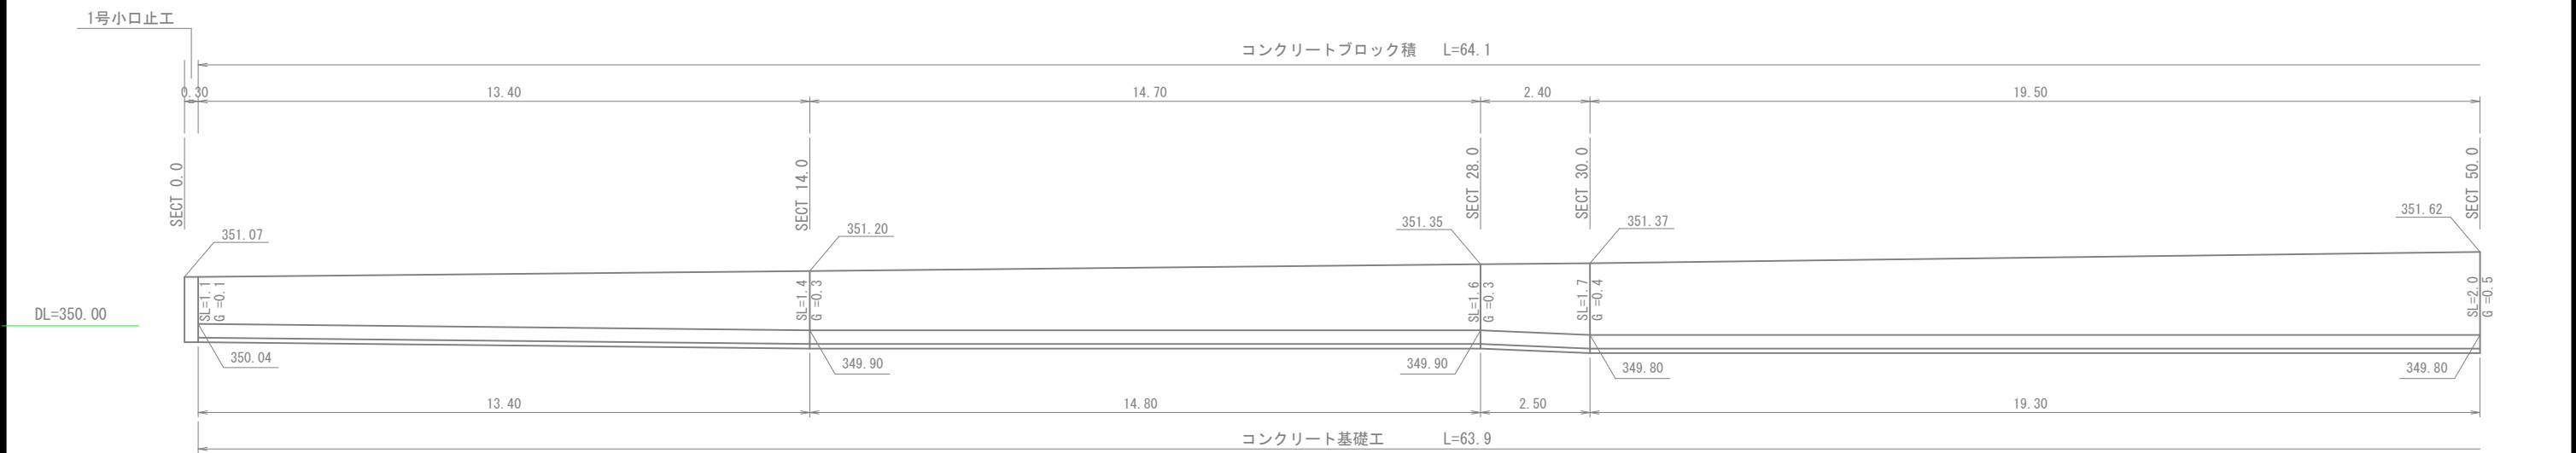 1号小口止工
コンクリートブロック積 L=64.1
0.30 13.40 14.70 2.40 19.50
SECT 0.0
SECT 14.0
SECT 28.0
SECT 30.0
SECT 50.0
351.07
351.20
351.35
351.37
351.62
SL=1.1
G=0.1
SL=1.4
G=0.3
SL=1.6
G=0.3
SL=1.7
G=0.4
SL=2.0
G=0.5
DL=350.00
350.04
349.90
349.90
349.80
349.80
13.40 14.80 2.50 19.30
コンクリート基礎工 L=63.9